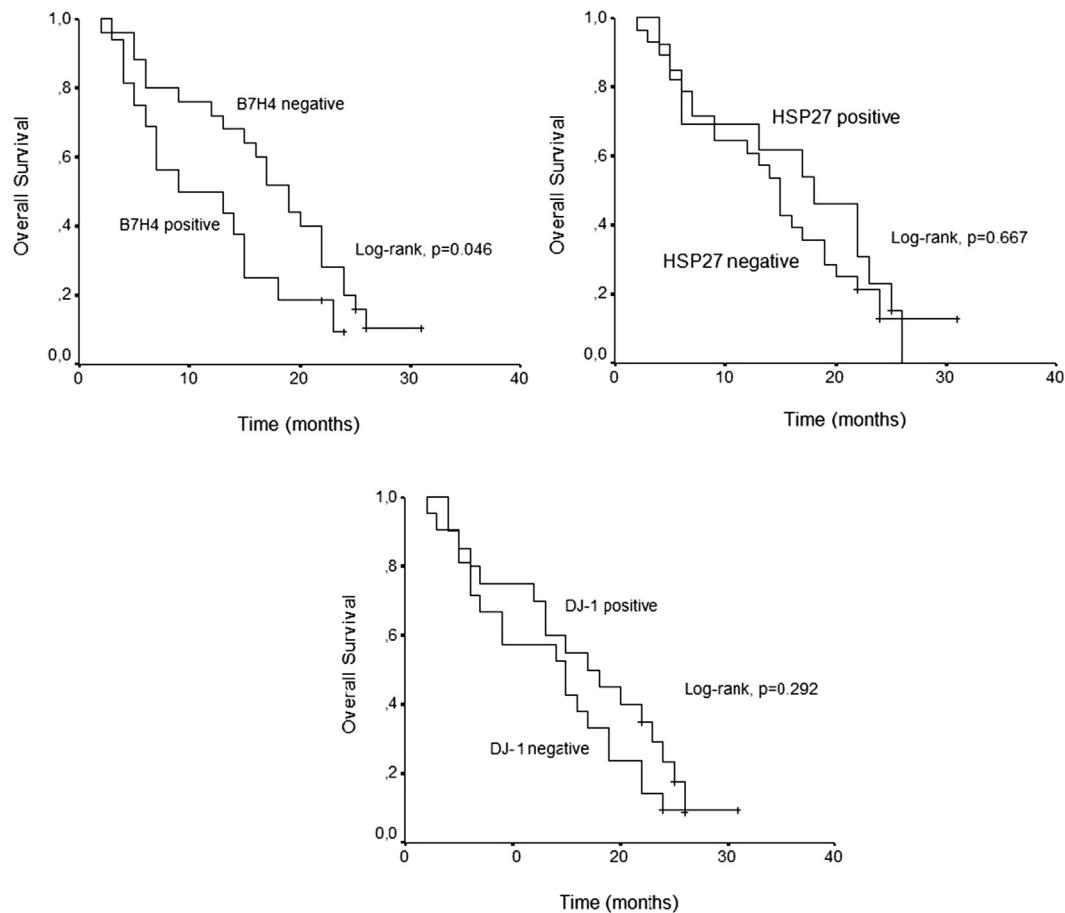 1,0
,8
,6
,4
,2
0,0
Overall Survival
B7H4 negative
B7H4 positive
Log-rank, p=0.046
0 10 20 30 40
Time (months)
1,0
,8
,6
,4
,2
0,0
Overall Survival
HSP27 positive
Log-rank, p=0.667
HSP27 negative
0 10 20 30 40
Time (months)
1,0
,8
,6
,4
,2
0,0
Overall Survival
DJ-1 positive
Log-rank, p=0.292
DJ-1 negative
0 0 20 30 40
Time (months)